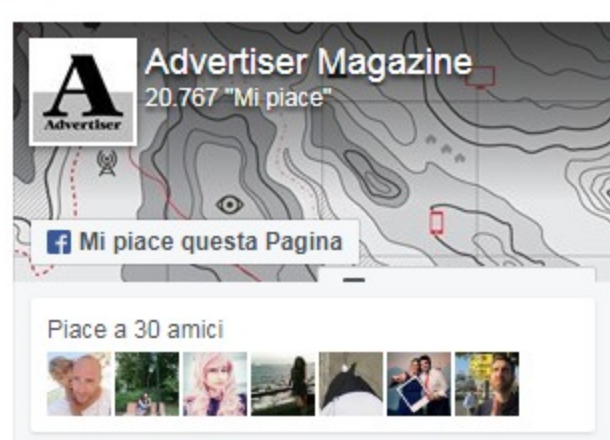 Advertiser Magazine
20.767 "Mi piace"
A
Advertiser
Mi piace questa Pagina
Piace a 30 amici